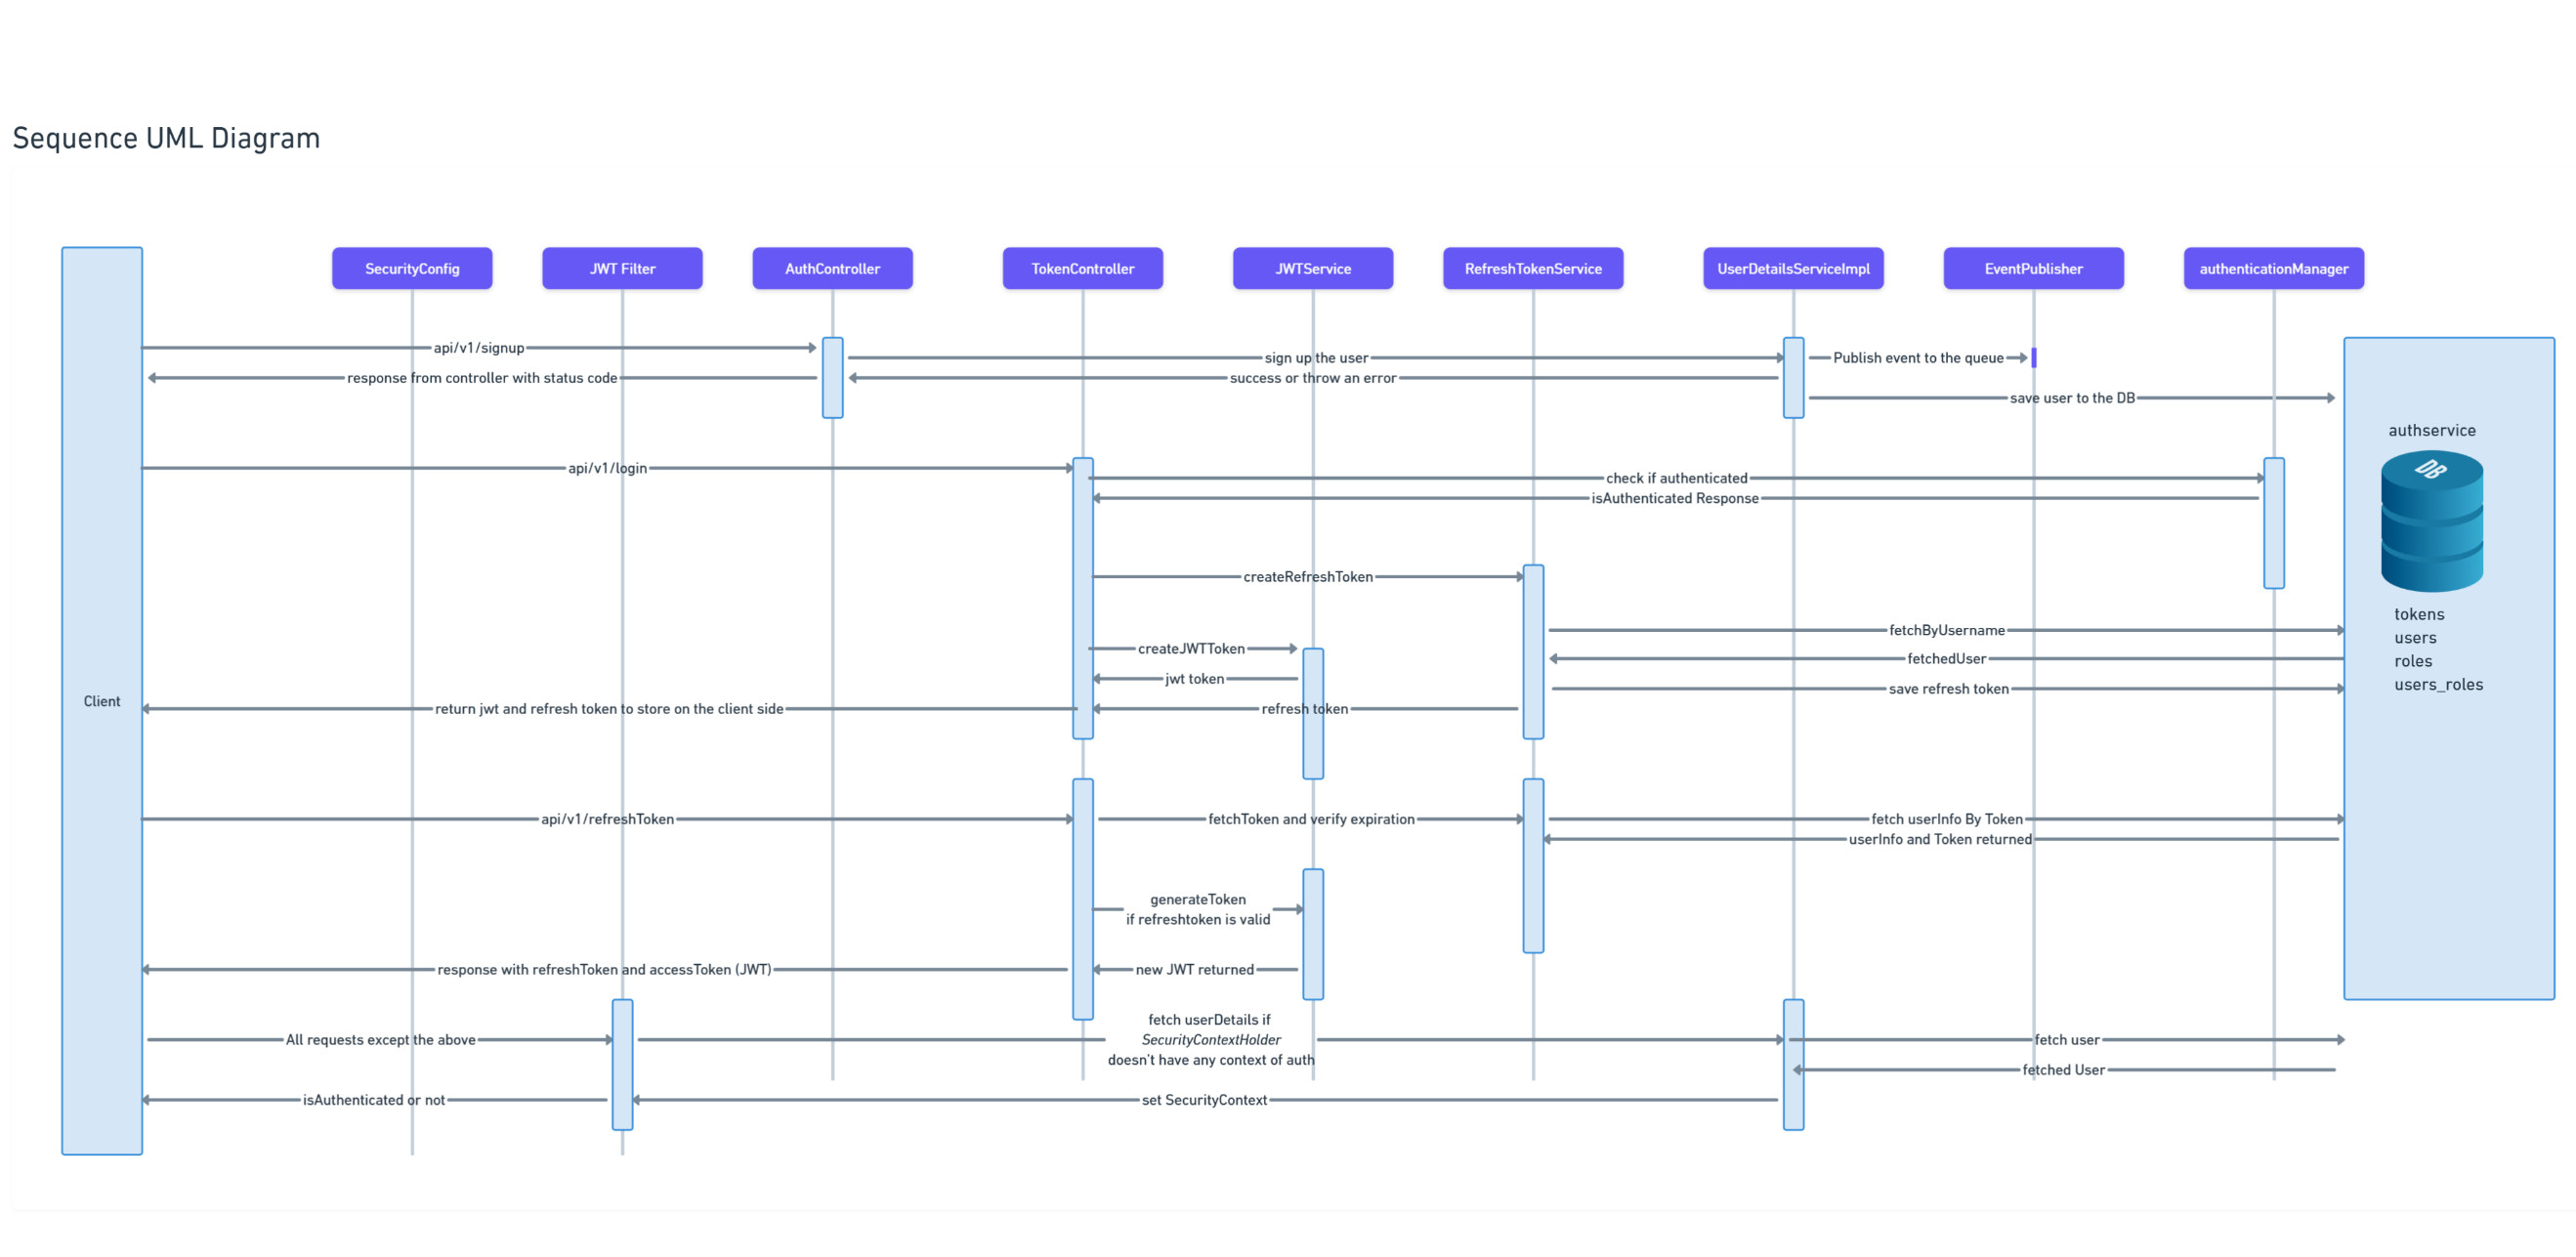 Sequence UML Diagram
SecurityConfig
JWT Filter
AuthController
TokenController
JWTService
RefreshTokenService
UserDetailsServiceImpl
EventPublisher
authenticationManager
api/v1/signup
sign up the user
Publish event to the queue
response from controller with status code
success or throw an error
save user to the DB
authservice
DB
tokens
users
roles
users_roles
api/v1/login
check if authenticated
isAuthenticated Response
createRefreshToken
fetchByUsername
createJWTToken
fetchedUser
jwt token
save refresh token
Client
return jwt and refresh token to store on the client side
refresh token
api/v1/refreshToken
fetchToken and verify expiration
fetch userInfo By Token
userInfo and Token returned
generateToken
if refreshtoken is valid
response with refreshToken and accessToken (JWT)
new JWT returned
All requests except the above
fetch userDetails if
SecurityContextHolder
doesn't have any context of auth
fetch user
fetched User
isAuthenticated or not
set SecurityContext